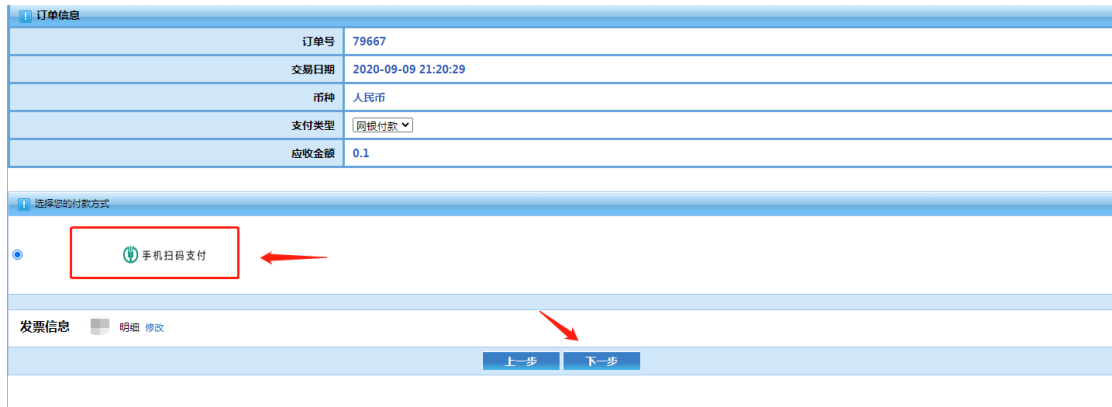 订单信息
订单号 79667
交易日期 2020-09-09 21:20:29
币种 人民币
支付类型 网银付款
应收金额 0.1
选择您的付款方式
手机扫码支付
发票信息 明细 修改
上一步 下一步